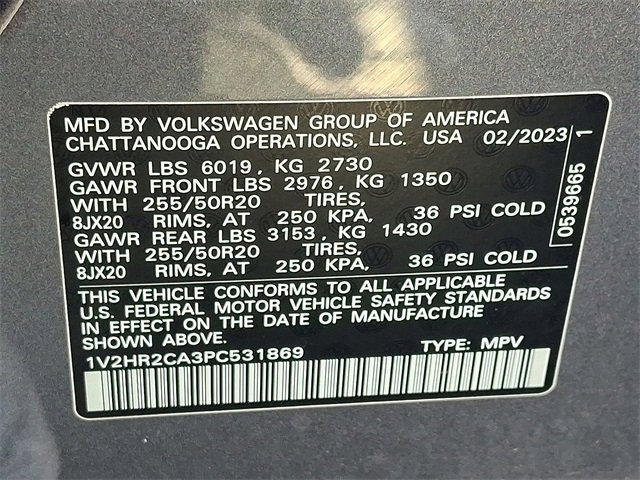 MFD BY VOLKSWAGEN GROUP OF AMERICA
CHATTANOOGA OPERATIONS, LLC. USA 02/2023
GVWR LBS 6019, KG 2730
GAWR FRONT LBS 2976, KG 1350
WITH 255/50R20 TIRES,
8JX20 RIMS, AT 250 KPA, 36 PSI COLD
GAWR REAR LBS 3153, KG 1430
WITH 255/50R20 TIRES,
8JX20 RIMS, AT 250 KPA, 36 PSI COLD
THIS VEHICLE CONFORMS TO ALL APPLICABLE
U.S. FEDERAL MOTOR VEHICLE SAFETY STANDARDS
IN EFFECT ON THE DATE OF MANUFACTURE
1V2HR2CA3PC531869 TYPE: MPV
0539665 1